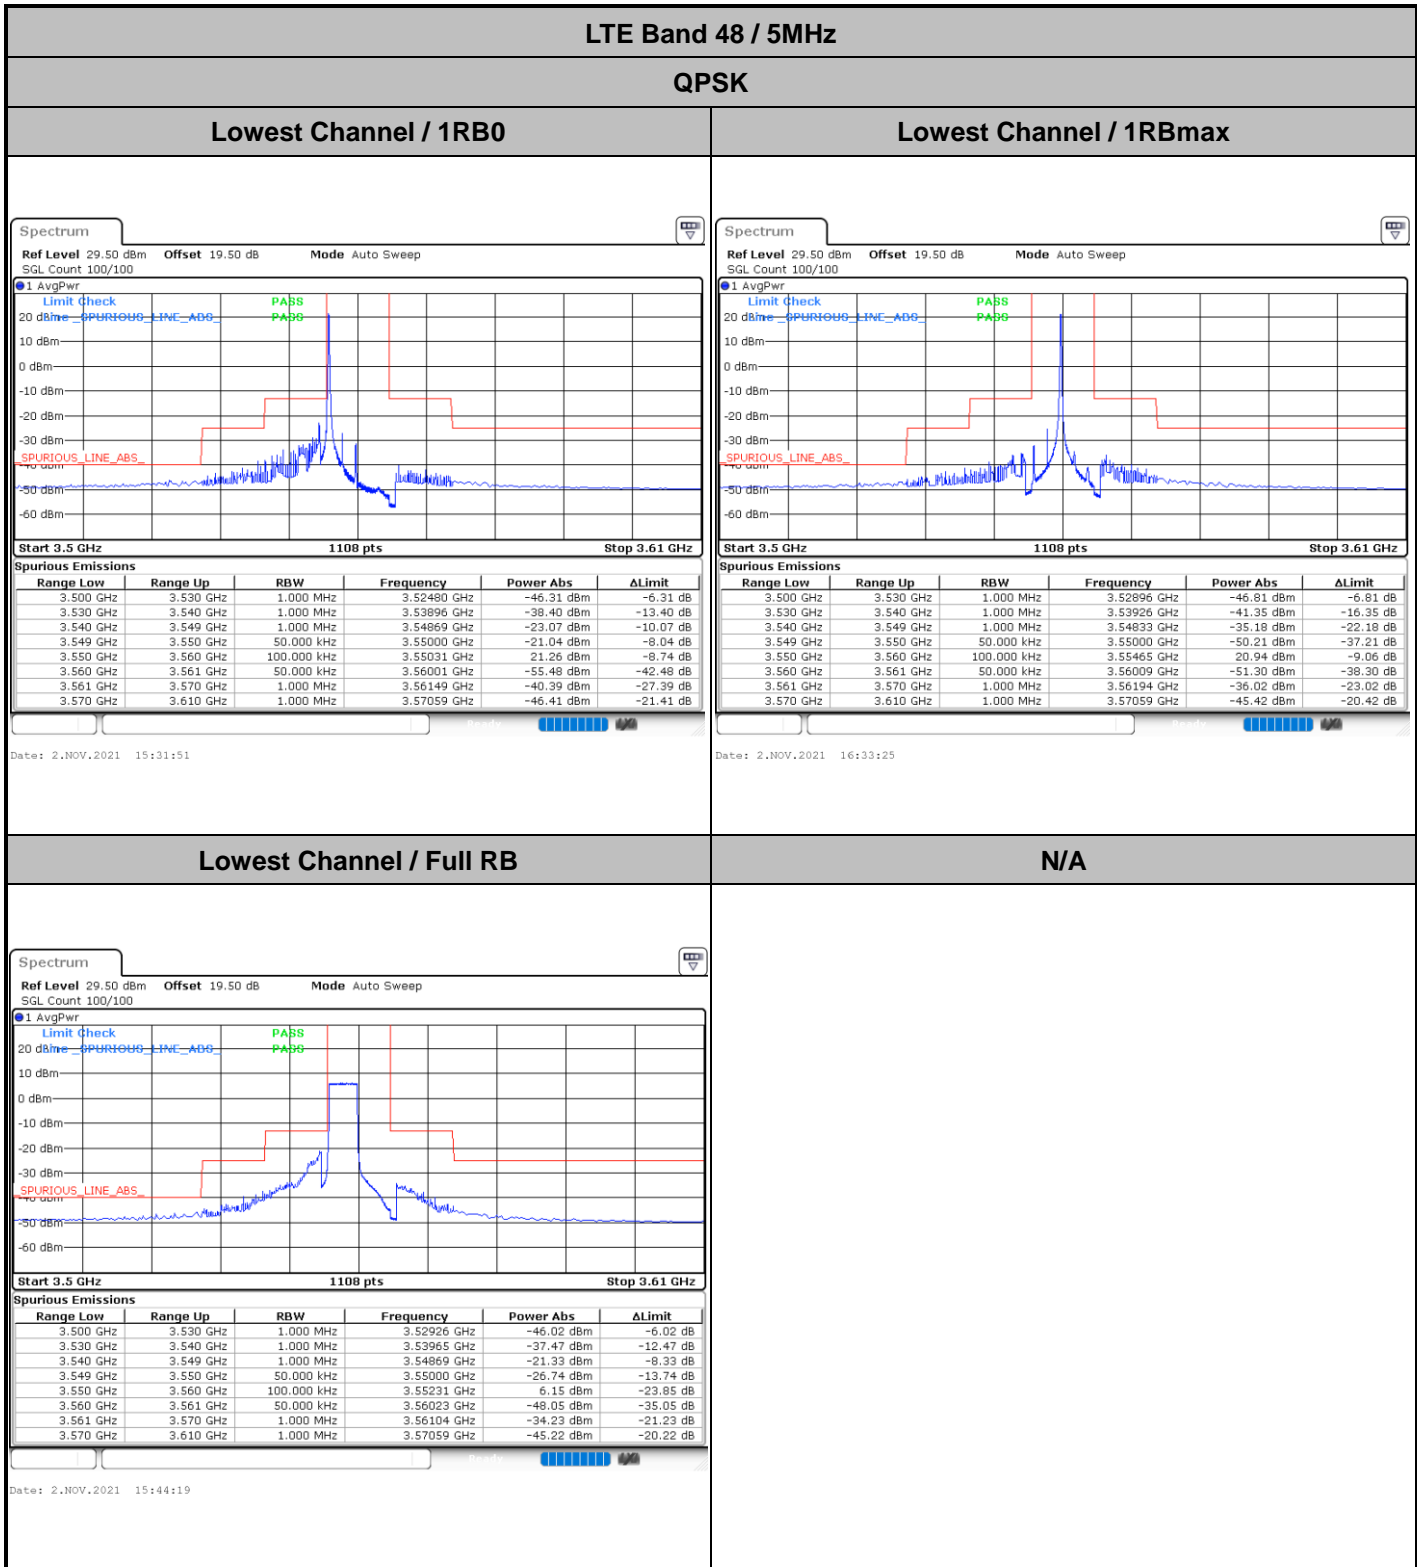 LTE Band 48 / 5MHz
QPSK
Lowest Channel / 1RB0
Lowest Channel / 1RBmax
Spectrum
Ref Level 29.50 dBm Offset 19.50 dB Mode Auto Sweep
SGL Count 100/100
1 AvgPwr
Limit Check PASS
Line _SPURIOUS_LINE_ABS_ PASS
20 dBm
10 dBm
0 dBm
-10 dBm
-20 dBm
-30 dBm
_SPURIOUS_LINE_ABS_
-40 dBm
-50 dBm
-60 dBm
Start 3.5 GHz 1108 pts Stop 3.61 GHz
Spurious Emissions
Range Low Range Up RBW Frequency Power Abs ΔLimit
3.500 GHz 3.530 GHz 1.000 MHz 3.52480 GHz -46.31 dBm -6.31 dB
3.530 GHz 3.540 GHz 1.000 MHz 3.53896 GHz -38.40 dBm -13.40 dB
3.540 GHz 3.549 GHz 1.000 MHz 3.54869 GHz -23.07 dBm -10.07 dB
3.549 GHz 3.550 GHz 50.000 kHz 3.55000 GHz -21.04 dBm -8.04 dB
3.550 GHz 3.560 GHz 100.000 kHz 3.55031 GHz 21.26 dBm -8.74 dB
3.560 GHz 3.561 GHz 50.000 kHz 3.56001 GHz -55.48 dBm -42.48 dB
3.561 GHz 3.570 GHz 1.000 MHz 3.56149 GHz -40.39 dBm -27.39 dB
3.570 GHz 3.610 GHz 1.000 MHz 3.57059 GHz -46.41 dBm -21.41 dB
Ready
Date: 2.NOV.2021 15:31:51
Spectrum
Ref Level 29.50 dBm Offset 19.50 dB Mode Auto Sweep
SGL Count 100/100
1 AvgPwr
Limit Check PASS
Line _SPURIOUS_LINE_ABS_ PASS
20 dBm
10 dBm
0 dBm
-10 dBm
-20 dBm
-30 dBm
_SPURIOUS_LINE_ABS_
-40 dBm
-50 dBm
-60 dBm
Start 3.5 GHz 1108 pts Stop 3.61 GHz
Spurious Emissions
Range Low Range Up RBW Frequency Power Abs ΔLimit
3.500 GHz 3.530 GHz 1.000 MHz 3.52896 GHz -46.81 dBm -6.81 dB
3.530 GHz 3.540 GHz 1.000 MHz 3.53926 GHz -41.35 dBm -16.35 dB
3.540 GHz 3.549 GHz 1.000 MHz 3.54833 GHz -35.18 dBm -22.18 dB
3.549 GHz 3.550 GHz 50.000 kHz 3.55000 GHz -50.21 dBm -37.21 dB
3.550 GHz 3.560 GHz 100.000 kHz 3.55465 GHz 20.94 dBm -9.06 dB
3.560 GHz 3.561 GHz 50.000 kHz 3.56009 GHz -51.30 dBm -38.30 dB
3.561 GHz 3.570 GHz 1.000 MHz 3.56194 GHz -36.02 dBm -23.02 dB
3.570 GHz 3.610 GHz 1.000 MHz 3.57059 GHz -45.42 dBm -20.42 dB
Ready
Date: 2.NOV.2021 16:33:25
Lowest Channel / Full RB
N/A
Spectrum
Ref Level 29.50 dBm Offset 19.50 dB Mode Auto Sweep
SGL Count 100/100
1 AvgPwr
Limit Check PASS
Line _SPURIOUS_LINE_ABS_ PASS
20 dBm
10 dBm
0 dBm
-10 dBm
-20 dBm
-30 dBm
_SPURIOUS_LINE_ABS_
-40 dBm
-50 dBm
-60 dBm
Start 3.5 GHz 1108 pts Stop 3.61 GHz
Spurious Emissions
Range Low Range Up RBW Frequency Power Abs ΔLimit
3.500 GHz 3.530 GHz 1.000 MHz 3.52926 GHz -46.02 dBm -6.02 dB
3.530 GHz 3.540 GHz 1.000 MHz 3.53965 GHz -37.47 dBm -12.47 dB
3.540 GHz 3.549 GHz 1.000 MHz 3.54869 GHz -21.33 dBm -8.33 dB
3.549 GHz 3.550 GHz 50.000 kHz 3.55000 GHz -26.74 dBm -13.74 dB
3.550 GHz 3.560 GHz 100.000 kHz 3.55231 GHz 6.15 dBm -23.85 dB
3.560 GHz 3.561 GHz 50.000 kHz 3.56023 GHz -48.05 dBm -35.05 dB
3.561 GHz 3.570 GHz 1.000 MHz 3.56104 GHz -34.23 dBm -21.23 dB
3.570 GHz 3.610 GHz 1.000 MHz 3.57059 GHz -45.22 dBm -20.22 dB
Ready
Date: 2.NOV.2021 15:44:19